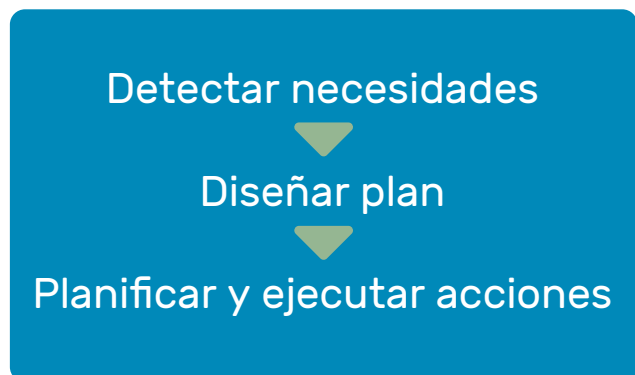 Detectar necesidades
Diseñar plan
Planificar y ejecutar acciones